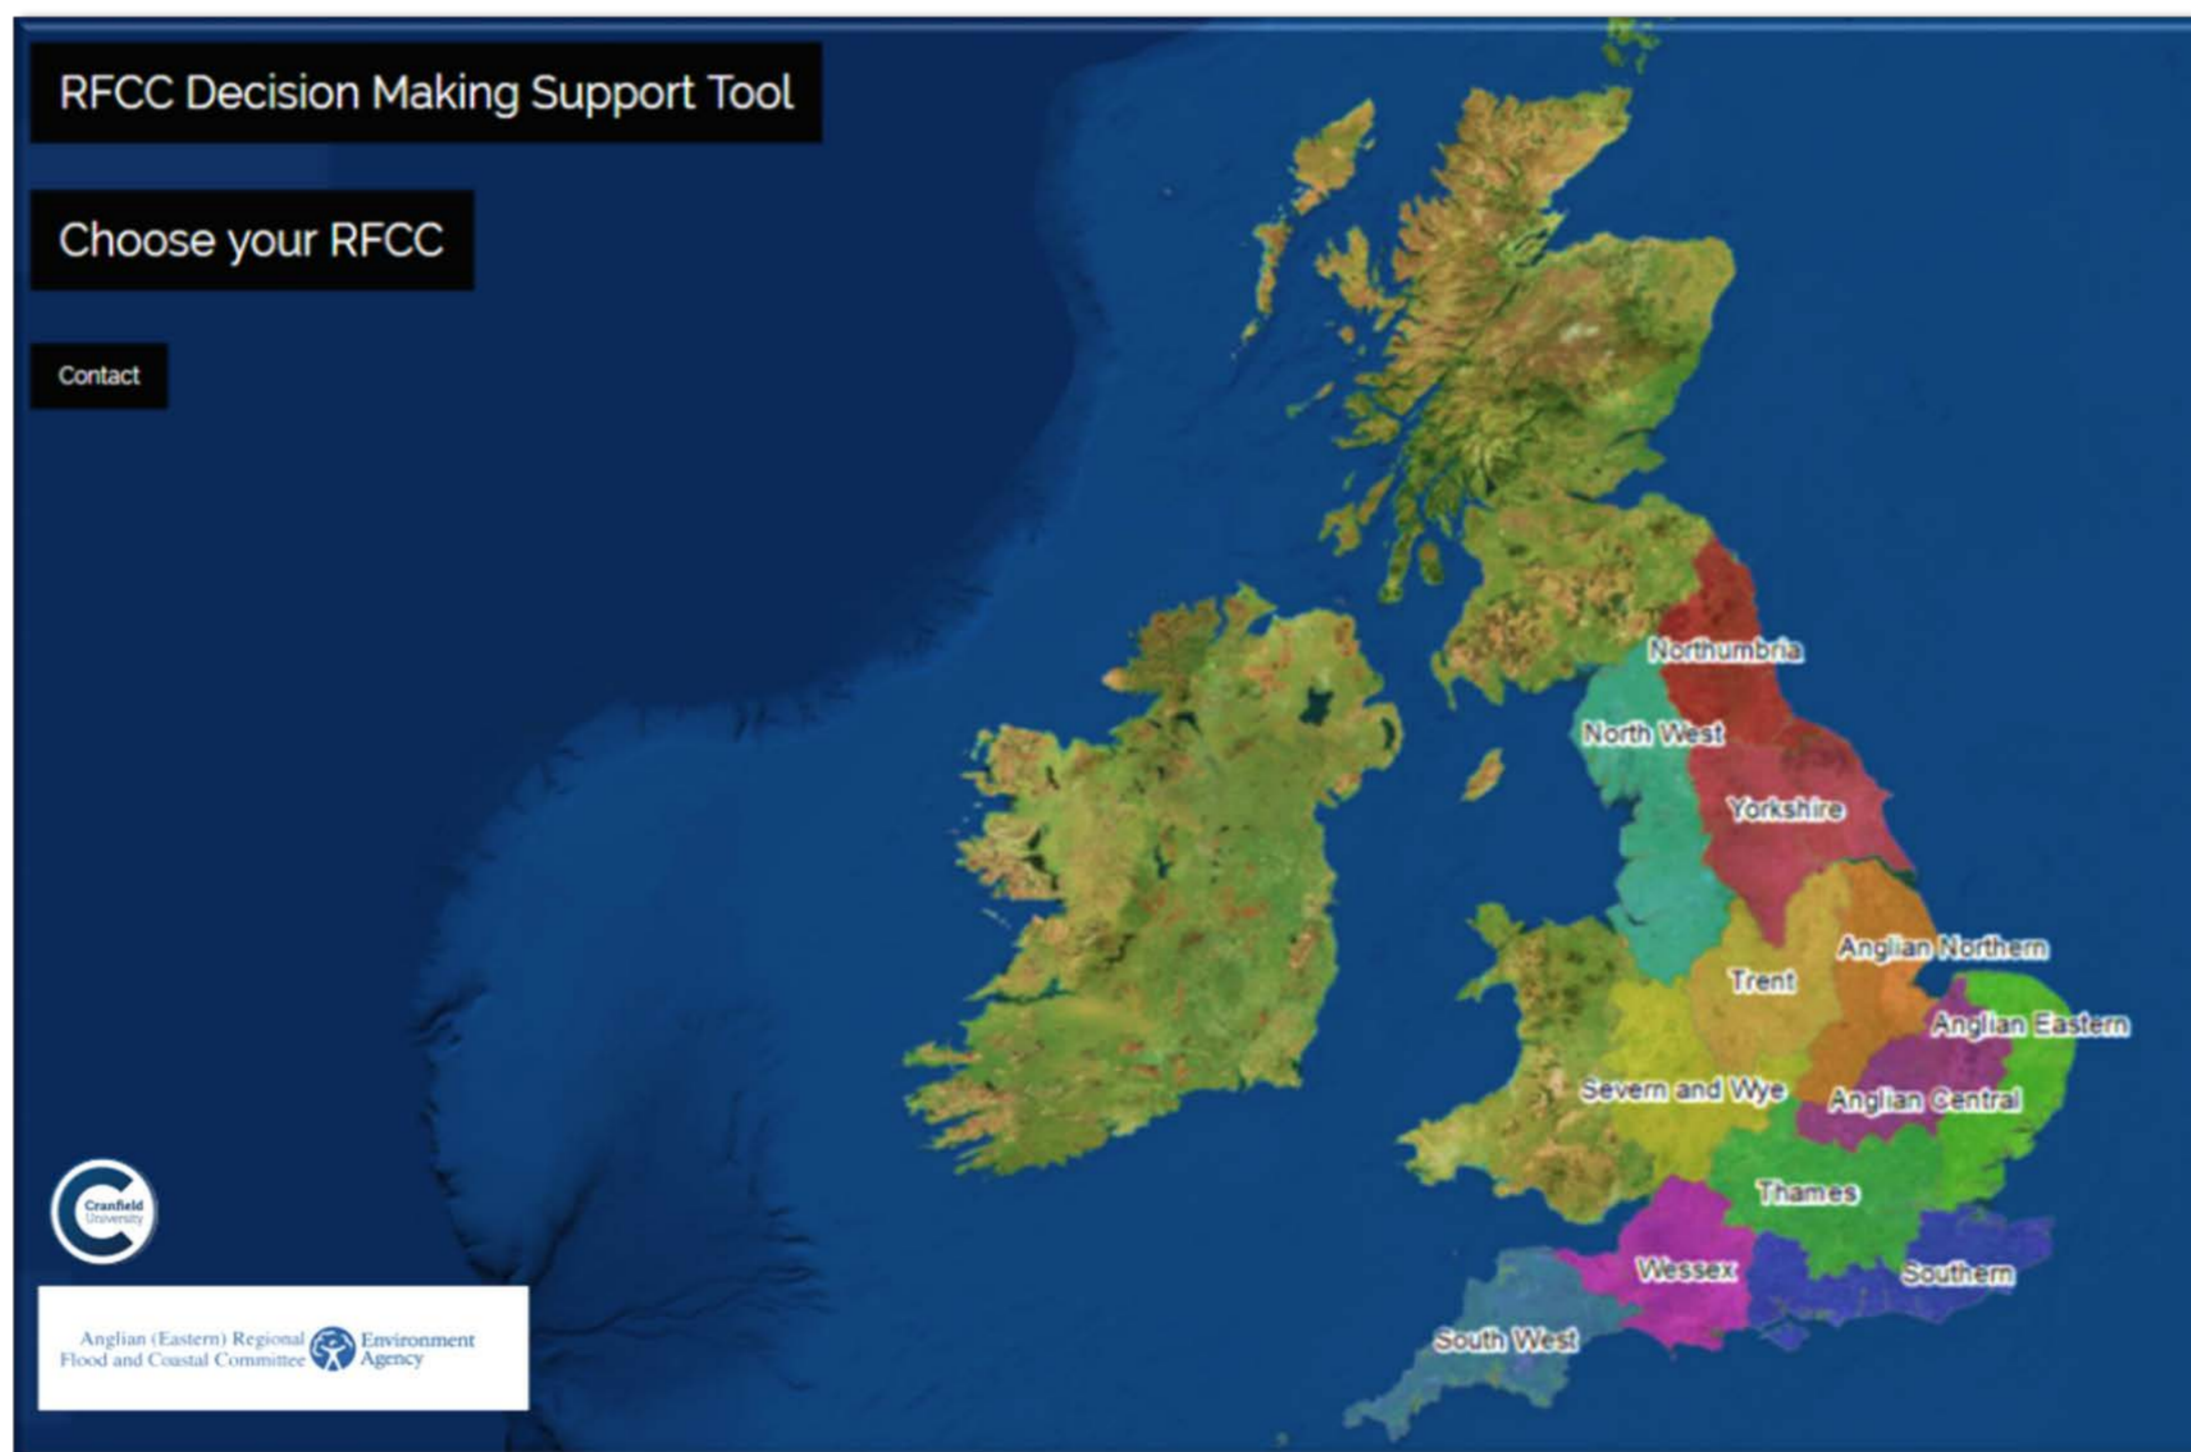 RFCC Decision Making Support Tool
Choose your RFCC
Contact
Northumbria
North West
Yorkshire
Anglian Northern
Trent
Anglian Eastern
Severn and Wye
Anglian Central
Thames
Wessex
Southern
South West
Cranfield
University
Anglian (Eastern) Regional
Flood and Coastal Committee
Environment
Agency